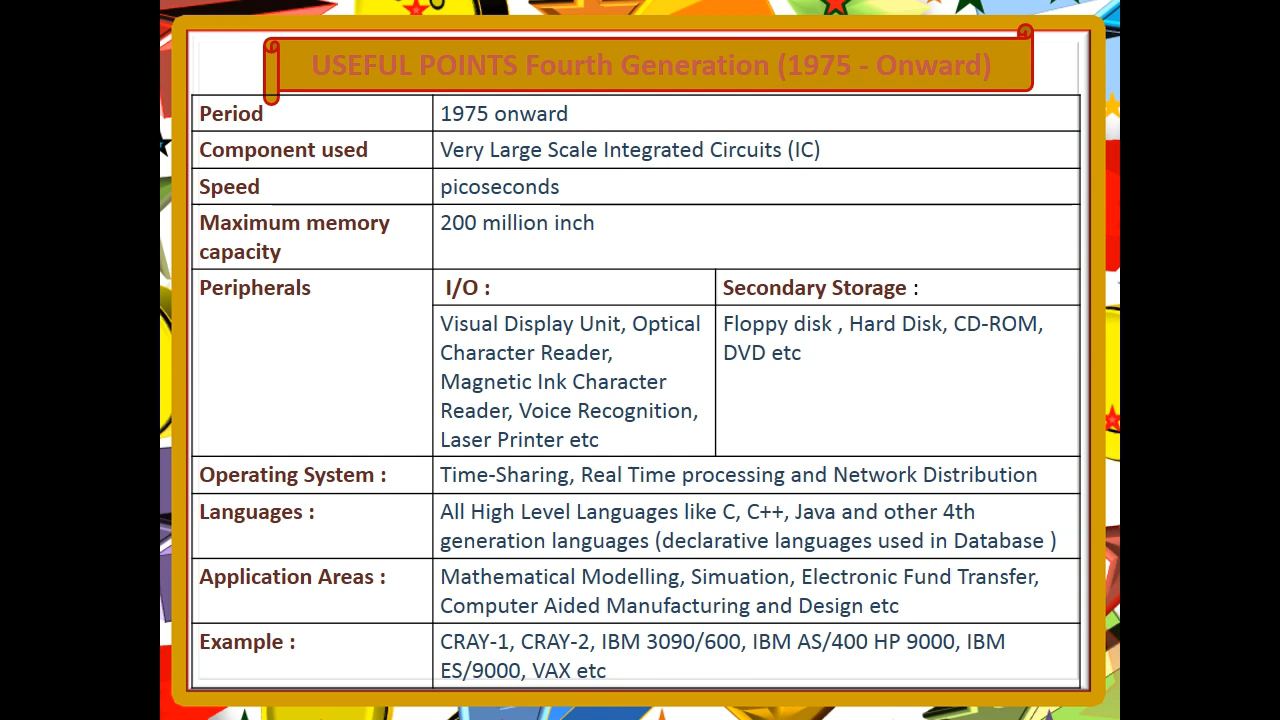 USEFUL POINTS Fourth Generation (1975 - Onward)
Period
1975 onward
Component used
Very Large Scale Integrated Circuits (IC)
Speed
picoseconds
Maximum memory
capacity
200 million inch
Peripherals
I/O :
Secondary Storage :
Visual Display Unit, Optical
Character Reader,
Magnetic Ink Character
Reader, Voice Recognition,
Laser Printer etc
Floppy disk , Hard Disk, CD-ROM,
DVD etc
Operating System :
Time-Sharing, Real Time processing and Network Distribution
Languages :
All High Level Languages like C, C++, Java and other 4th
generation languages (declarative languages used in Database )
Application Areas :
Mathematical Modelling, Simuation, Electronic Fund Transfer,
Computer Aided Manufacturing and Design etc
Example :
CRAY-1, CRAY-2, IBM 3090/600, IBM AS/400 HP 9000, IBM
ES/9000, VAX etc